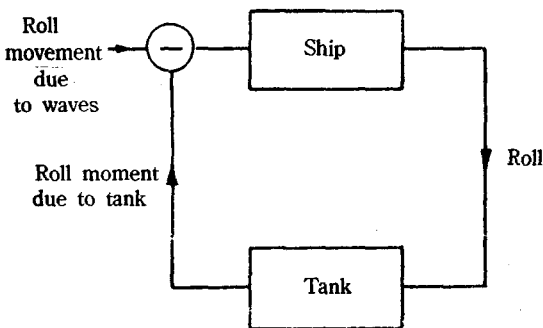 Roll
movement
due
to waves
−
Ship
Roll
Roll moment
due to tank
Tank